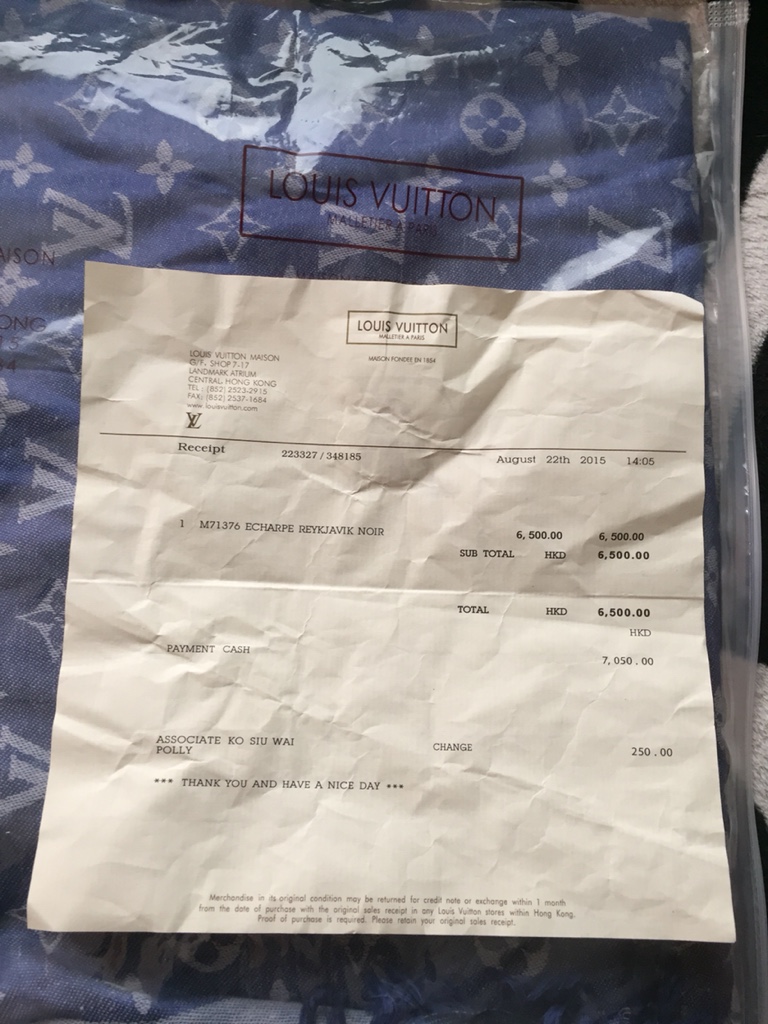 LOUIS VUITTON
MALLETIER A PARIS
AISON
ONG
LOUIS VUITTON
MALLETIER A PARIS
MAISON FONDEE EN 1854
LOUIS VUITTON MAISON
G/F. SHOP 7-17
LANDMARK ATRIUM
CENTRAL. HONG KONG
TEL : (852) 2523-2915
FAX: (852) 2537-1684
www.louisvuitton.com
LV
Receipt 223327 / 348185 August 22th 2015 14:05
1 M71376 ECHARPE REYKJAVIK NOIR 6, 500.00 6, 500.00
SUB TOTAL HKD 6,500.00
TOTAL HKD 6,500.00
HKD
PAYMENT CASH 7, 050 . 00
ASSOCIATE KO SIU WAI CHANGE 250 . 00
POLLY
*** THANK YOU AND HAVE A NICE DAY ***
Merchandise in its original condition may be returned for credit note or exchange within 1 month
from the date of purchase with the original sales receipt in any Louis Vuitton stores within Hong Kong.
Proof of purchase is required. Please retain your original sales receipt.